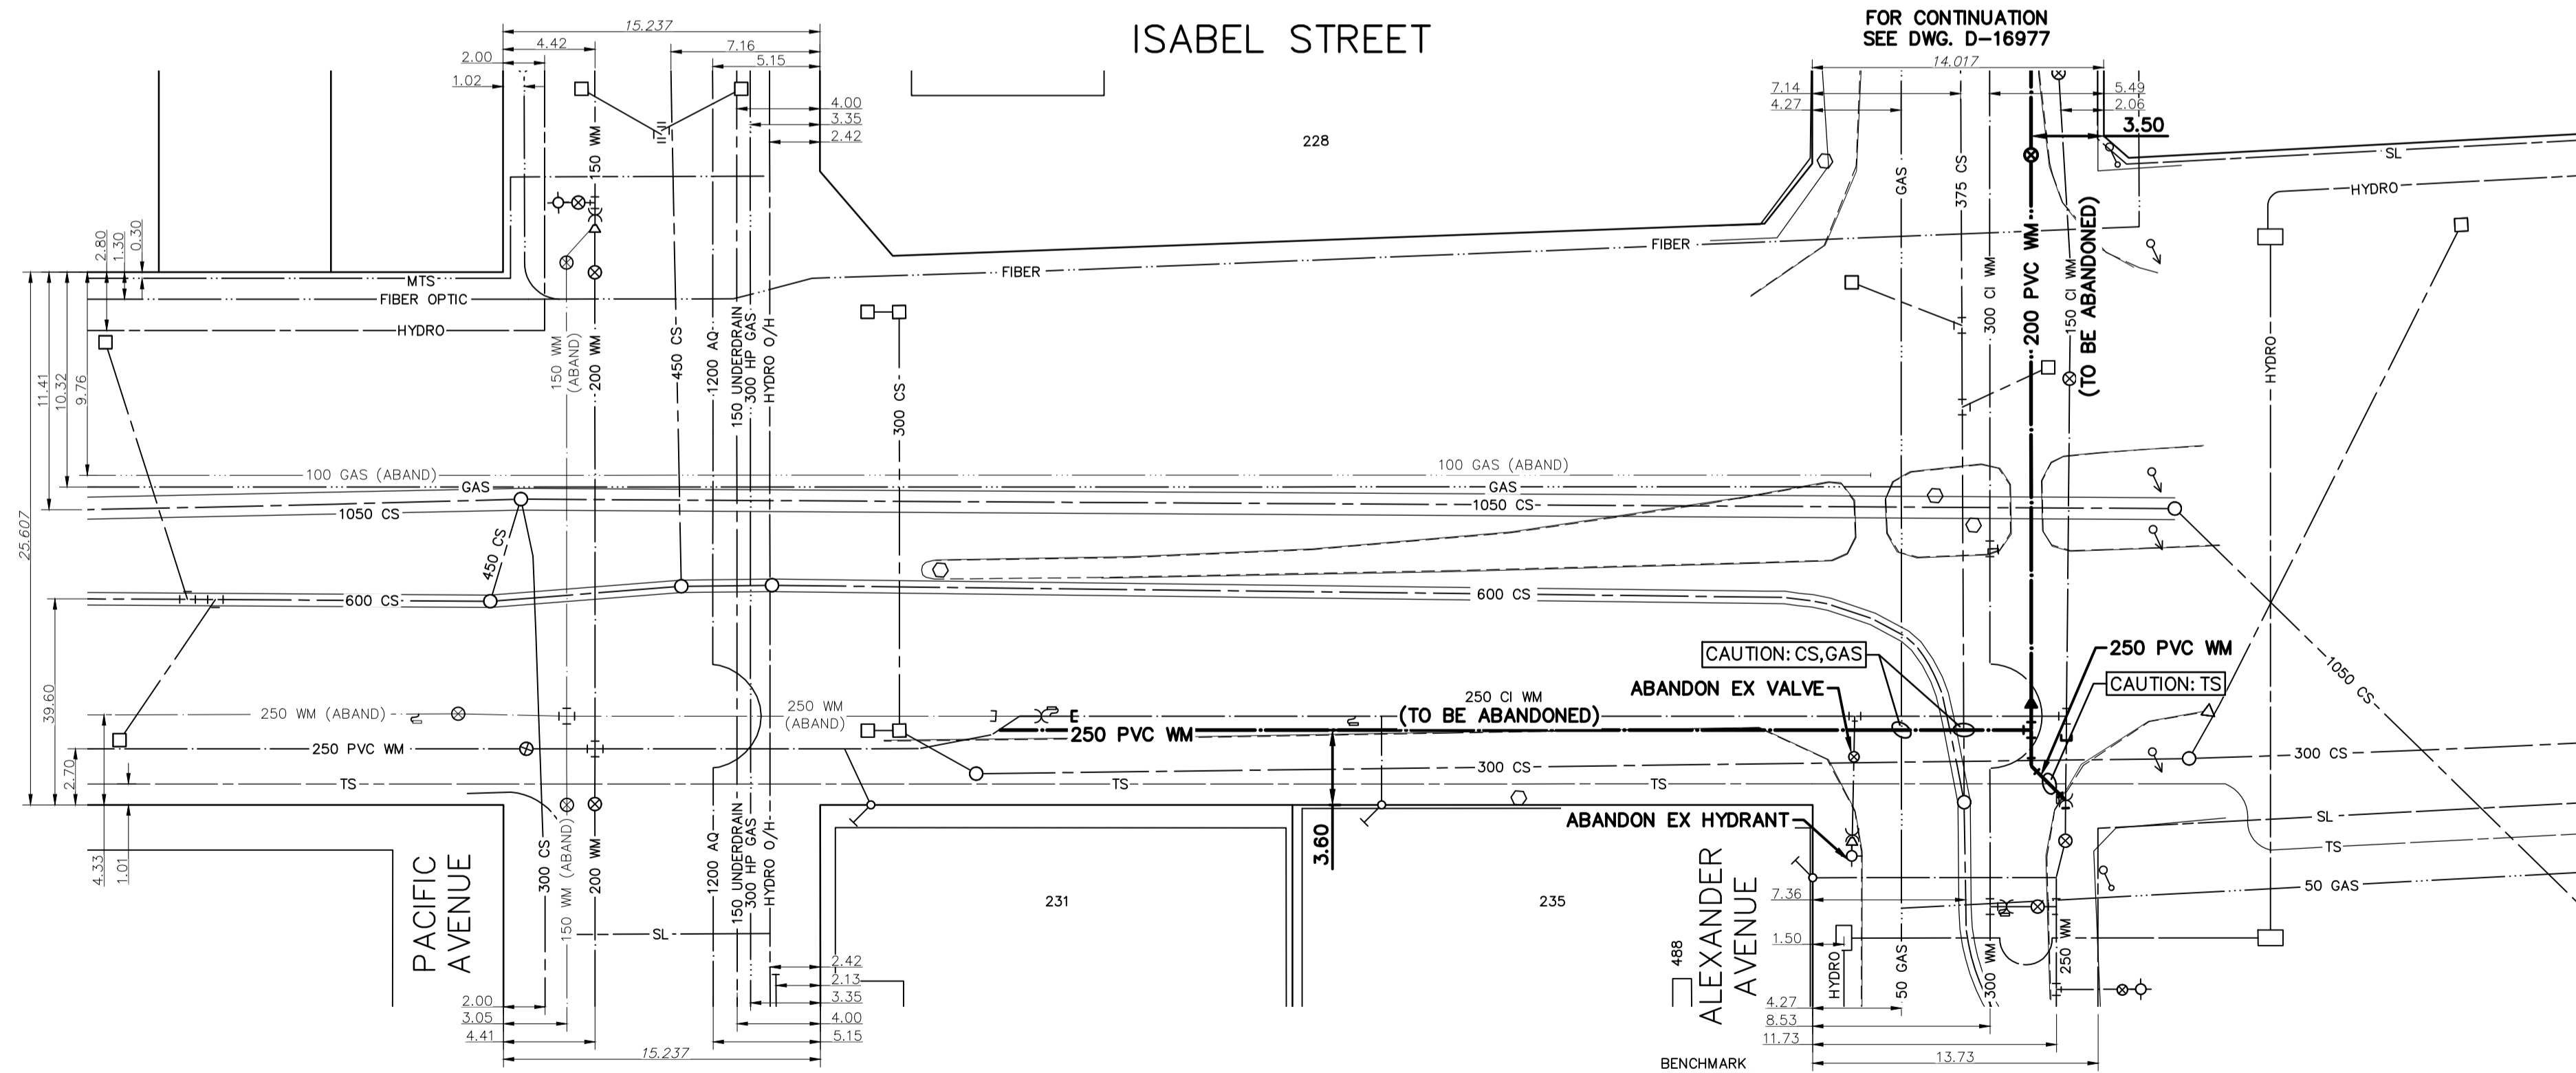 ISABEL STREET
FOR CONTINUATION
SEE DWG. D-16977
15.237
4.42
7.16
2.00
5.15
1.02
4.00
3.35
2.42
14.017
7.14
4.27
5.49
2.06
3.50
228
150 WM
GAS
375 CS
300 CI WM
200 PVC WM
150 CI WM
(TO BE ABANDONED)
SL
HYDRO
FIBER
FIBER
MTS
FIBER OPTIC
HYDRO
2.80
1.30
0.30
11.41
10.32
9.76
25.607
150 WM
(ABAND)
200 WM
450 CS
1200 AQ
150 UNDERDRAIN
300 HP GAS
HYDRO O/H
300 CS
HYDRO
100 GAS (ABAND)
100 GAS (ABAND)
GAS
GAS
1050 CS
1050 CS
450 CS
600 CS
600 CS
39.60
CAUTION: CS,GAS
250 PVC WM
CAUTION: TS
1050 CS
ABANDON EX VALVE
250 CI WM
(TO BE ABANDONED)
250 WM (ABAND)
250 WM
(ABAND)
E
250 PVC WM
250 PVC WM
2.70
300 CS
300 CS
TS
TS
TS
4.33
1.01
ABANDON EX HYDRANT
3.60
SL
TS
50 GAS
PACIFIC
AVENUE
300 CS
150 WM (ABAND)
200 WM
1200 AQ
150 UNDERDRAIN
300 HP GAS
HYDRO O/H
SL
231
235
488
ALEXANDER
AVENUE
7.36
1.50
HYDRO
50 GAS
300 WM
250 WM
2.42
2.13
3.35
4.00
5.15
2.00
3.05
4.41
15.237
4.27
8.53
11.73
13.73
BENCHMARK